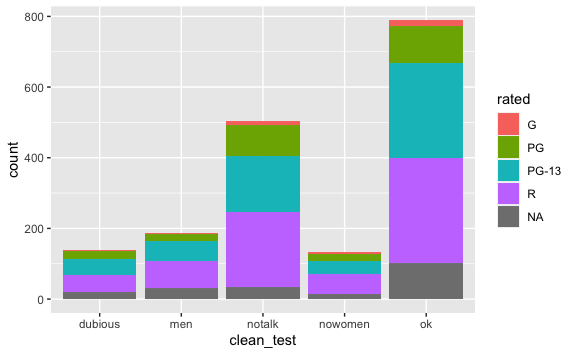 800
600
400
200
0
count
dubious men notalk nowomen ok
clean_test
rated
G
PG
PG-13
R
NA